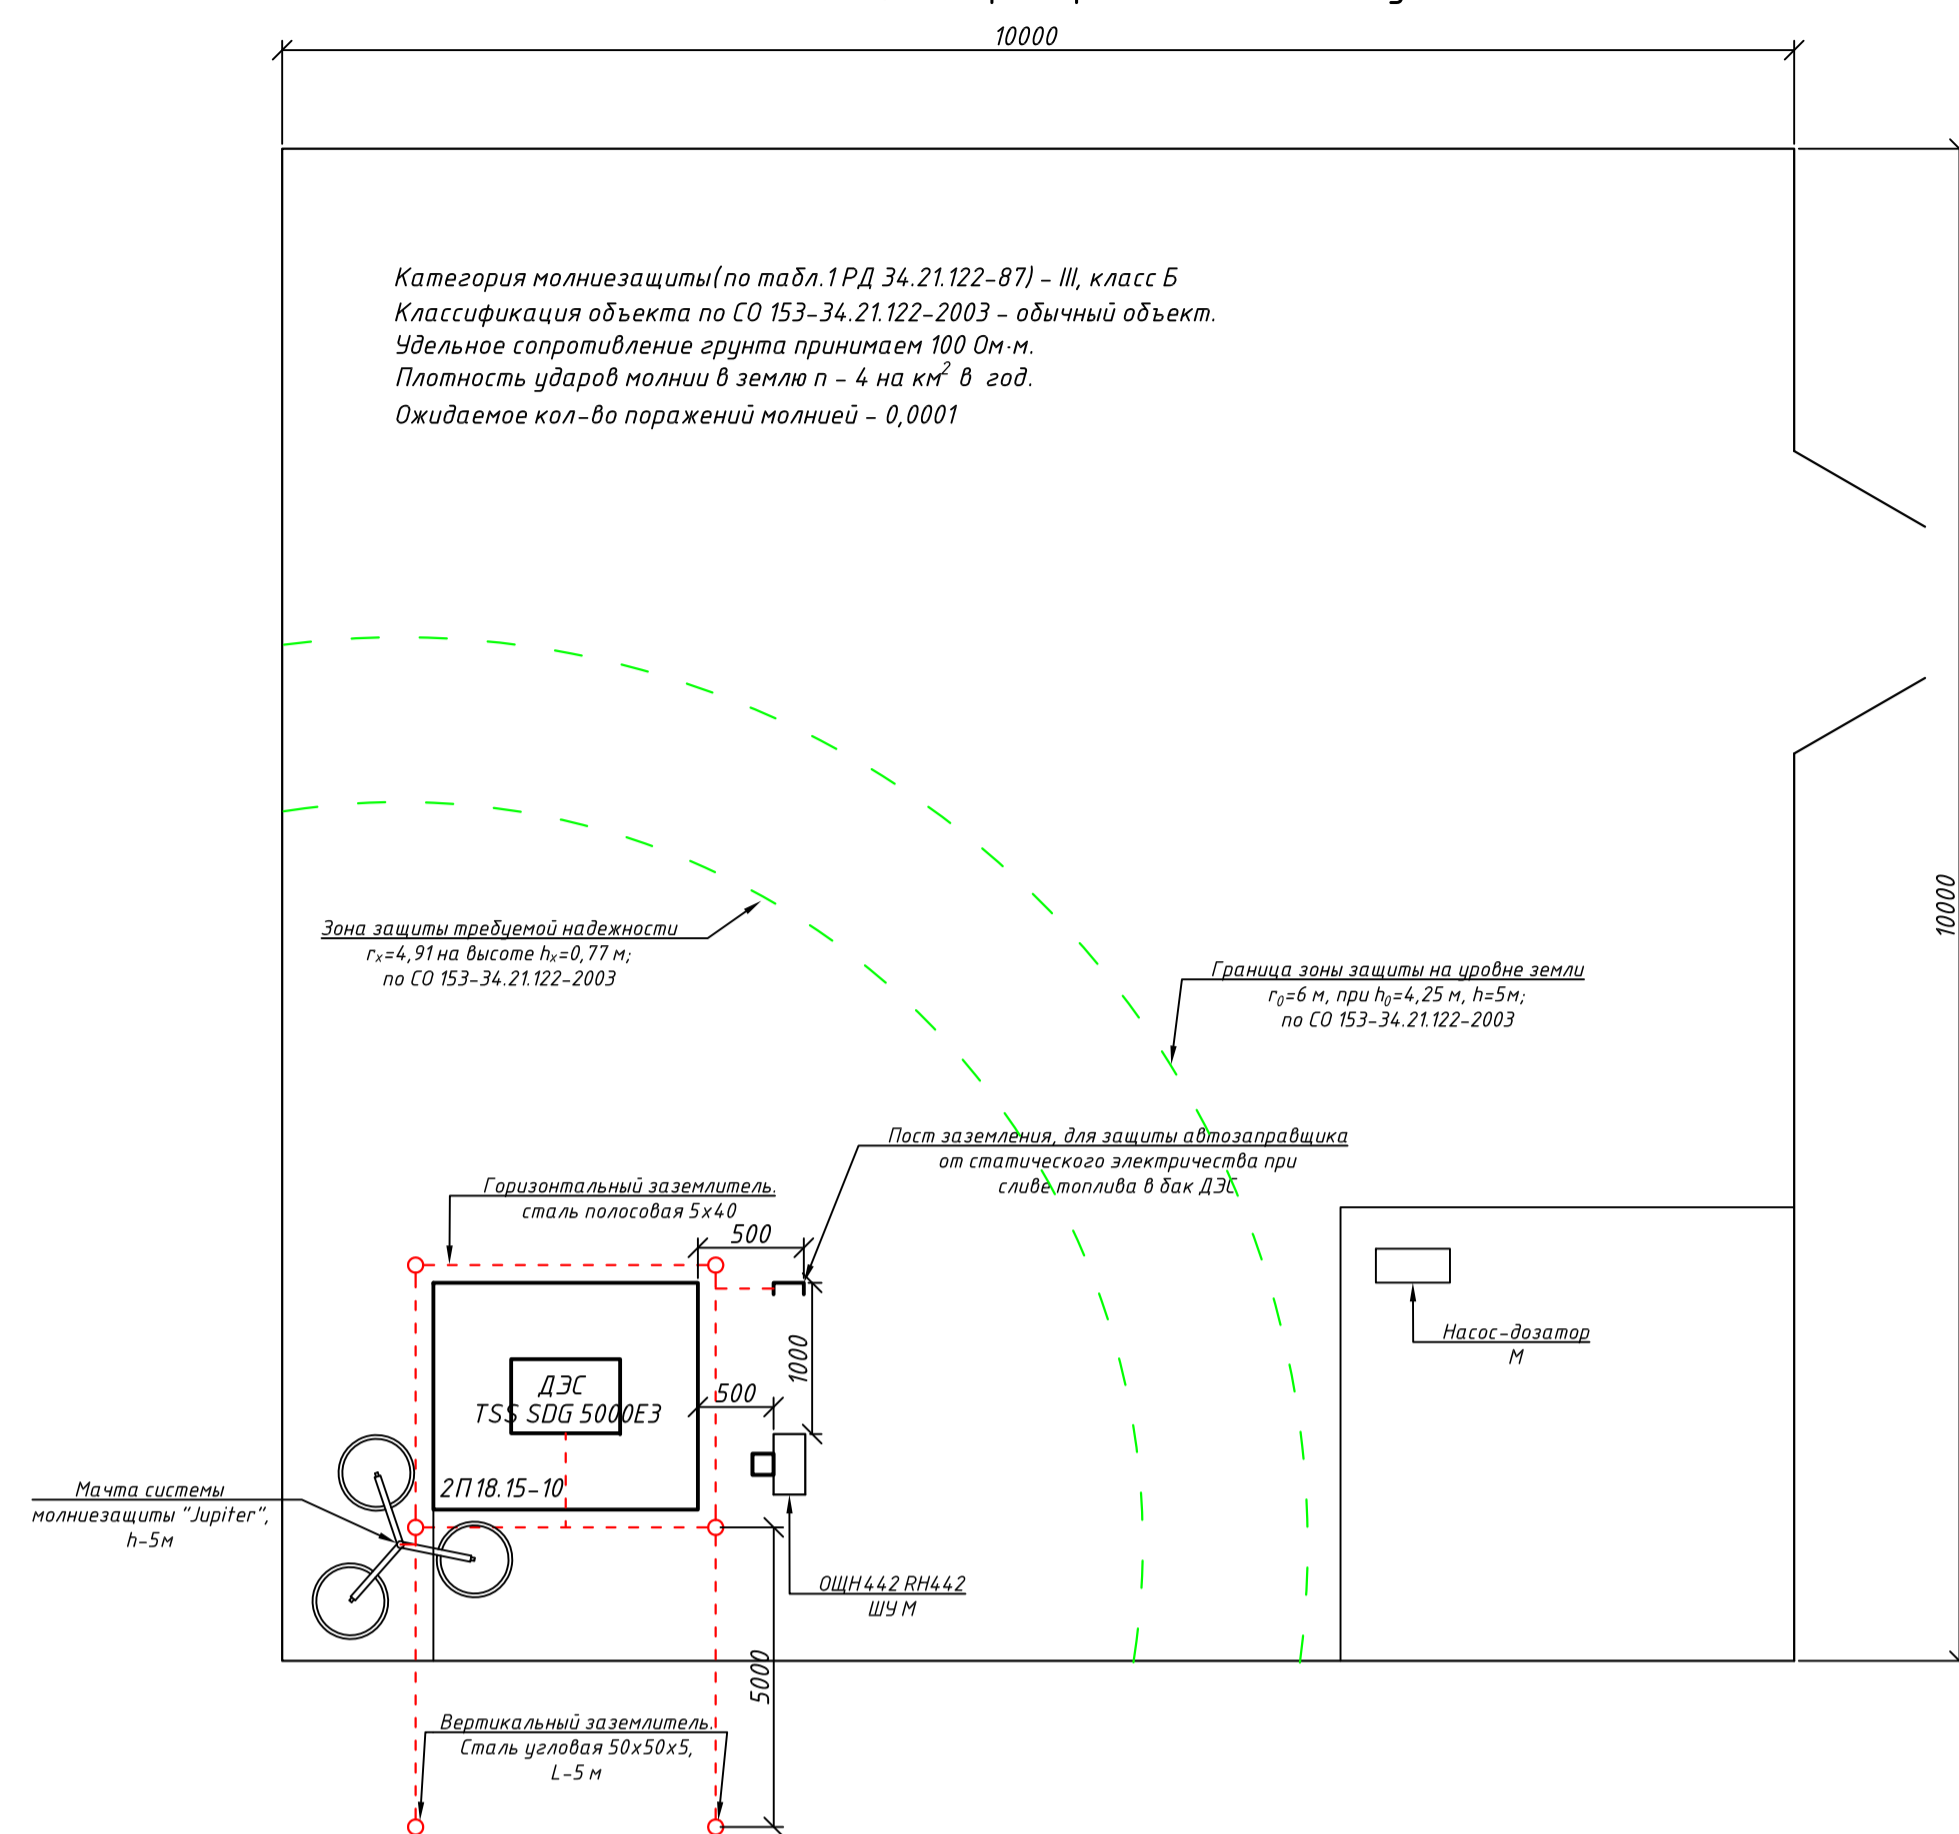 10000
Категория молниезащиты(по табл.1 РД 34.21.122-87) - III, класс Б
Классификация объекта по СО 153-34.21.122-2003 - обычный объект.
Удельное сопротивление грунта принимаем 100 Ом·м.
Плотность ударов молнии в землю n - 4 на км² в год.
Ожидаемое кол-во поражений молнией - 0,0001
10000
Зона защиты требуемой надежности
rₓ=4,91 на высоте hₓ=0,77 м;
по СО 153-34.21.122-2003
Граница зоны защиты на уровне земли
r₀=6 м, при h₀=4,25 м, h=5м;
по СО 153-34.21.122-2003
Пост заземления, для защиты автозаправщика
от статического электричества при
сливе топлива в бак ДЭС
Горизонтальный заземлитель.
сталь полосовая 5х40
500
1000
Насос-дозатор
М
ДЭС
TSS SDG 5000E3
500
2П 18.15-10
Мачта системы
молниезащиты "Jupiter",
h-5м
ОЩН442 RH442
ШУ М
5000
Вертикальный заземлитель.
Сталь угловая 50х50х5,
L-5 м